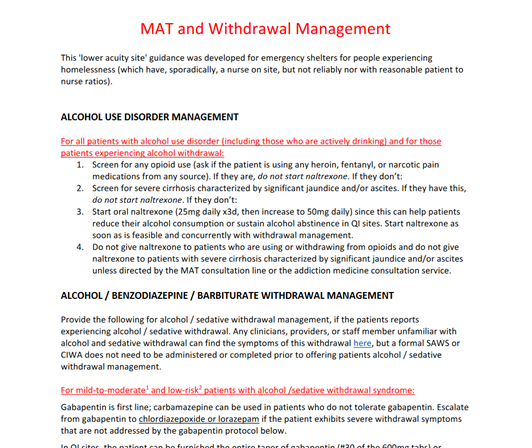 MAT and Withdrawal Management
This 'lower acuity site' guidance was developed for emergency shelters for people experiencing
homelessness (which have, sporadically, a nurse on site, but not reliably nor with reasonable patient to
nurse ratios).
ALCOHOL USE DISORDER MANAGEMENT
For all patients with alcohol use disorder (including those who are actively drinking) and for those
patients experiencing alcohol withdrawal:
1. Screen for any opioid use (ask if the patient is using any heroin, fentanyl, or narcotic pain
medications from any source). If they are, do not start naltrexone. If they don't:
2. Screen for severe cirrhosis characterized by significant jaundice and/or ascites. If they have this,
do not start naltrexone. If they don't:
3. Start oral naltrexone (25mg daily x3d, then increase to 50mg daily) since this can help patients
reduce their alcohol consumption or sustain alcohol abstinence in QI sites. Start naltrexone as
soon as is feasible and concurrently with withdrawal management.
4. Do not give naltrexone to patients who are using or withdrawing from opioids and do not give
naltrexone to patients with severe cirrhosis characterized by significant jaundice and/or ascites
unless directed by the MAT consultation line or the addiction medicine consultation service.
ALCOHOL / BENZODIAZEPINE / BARBITURATE WITHDRAWAL MANAGEMENT
Provide the following for alcohol / sedative withdrawal management, if the patients reports
experiencing alcohol / sedative withdrawal. Any clinicians, providers, or staff member unfamiliar with
alcohol and sedative withdrawal can find the symptoms of this withdrawal here, but a formal SAWS or
CIWA does not need to be administered or completed prior to offering patients alcohol / sedative
withdrawal management.
For mild-to-moderate1 and low-risk2 patients with alcohol /sedative withdrawal syndrome:
Gabapentin is first line; carbamazepine can be used in patients who do not tolerate gabapentin. Escalate
from gabapentin to chlordiazepoxide or lorazepam if the patient exhibits severe withdrawal symptoms
that are not addressed by the gabapentin protocol below.
In QI sites, the patient can be furnished the entire taper of gabapentin (#30 of the 600mg tabs) or